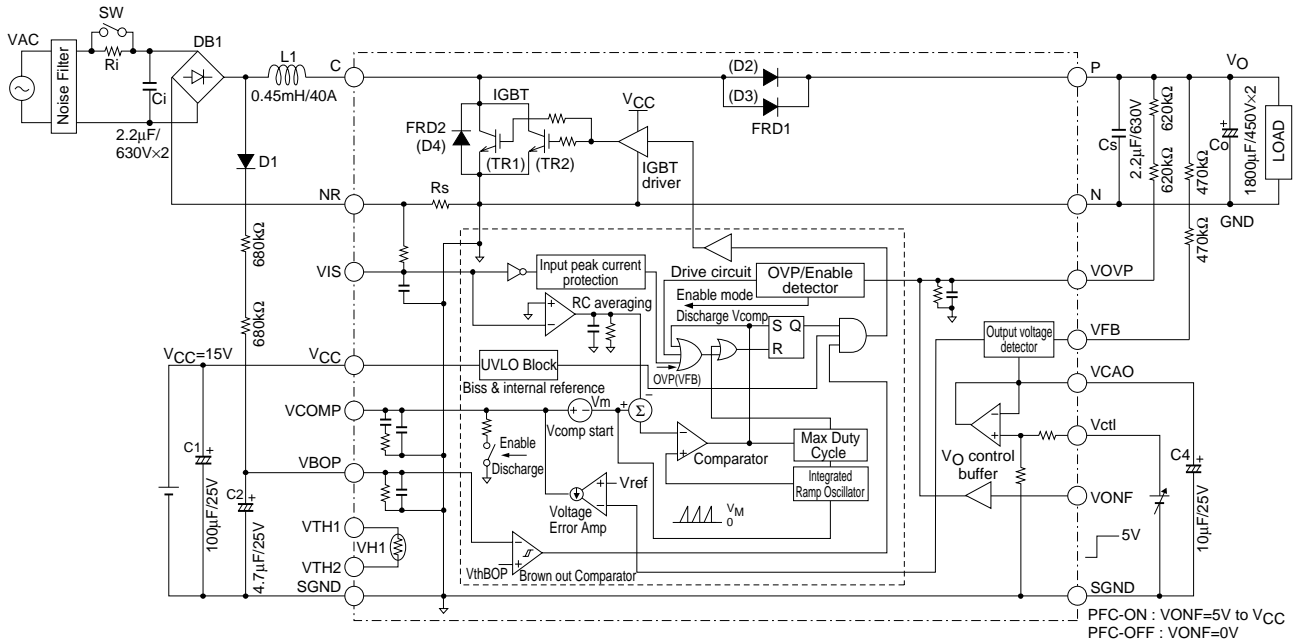 SW
VAC
Noise Filter
Ri
Ci
2.2μF/
630V×2
DB1
L1
0.45mH/40A
C
D1
680kΩ
680kΩ
NR
Rs
FRD2
(D4)
IGBT
(TR1)
(TR2)
VCC
IGBT
driver
(D2)
(D3)
FRD1
P
Cs
2.2μF/630V
620kΩ
620kΩ
470kΩ
470kΩ
VO
+
Co
1800μF/450V×2
LOAD
N
GND
VIS
Input peak current
protection
RC averaging
+
−
Drive circuit
OVP/Enable
detector
Enable mode
Discharge Vcomp
S Q
R
OVP(VFB)
VOVP
Output voltage
detector
VFB
VCAO
VCC=15V
VCC
UVLO Block
Biss & internal reference
VCOMP
+ −
Vm
Vcomp start
+
−
Σ
−
+
Comparator
Max Duty
Cycle
Integrated
Ramp Oscillator
VM
0
Enable
Discharge
Vref
+
−
Voltage
Error Amp
−
+
VO control
buffer
Vctl
VONF
C4
+
10μF/25V
5V
C1
+
100μF/25V
C2
+
4.7μF/25V
VBOP
VTH1
VH1
VTH2
SGND
−
+
VthBOP
Brown out Comparator
SGND
PFC-ON : VONF=5V to VCC
PFC-OFF : VONF=0V